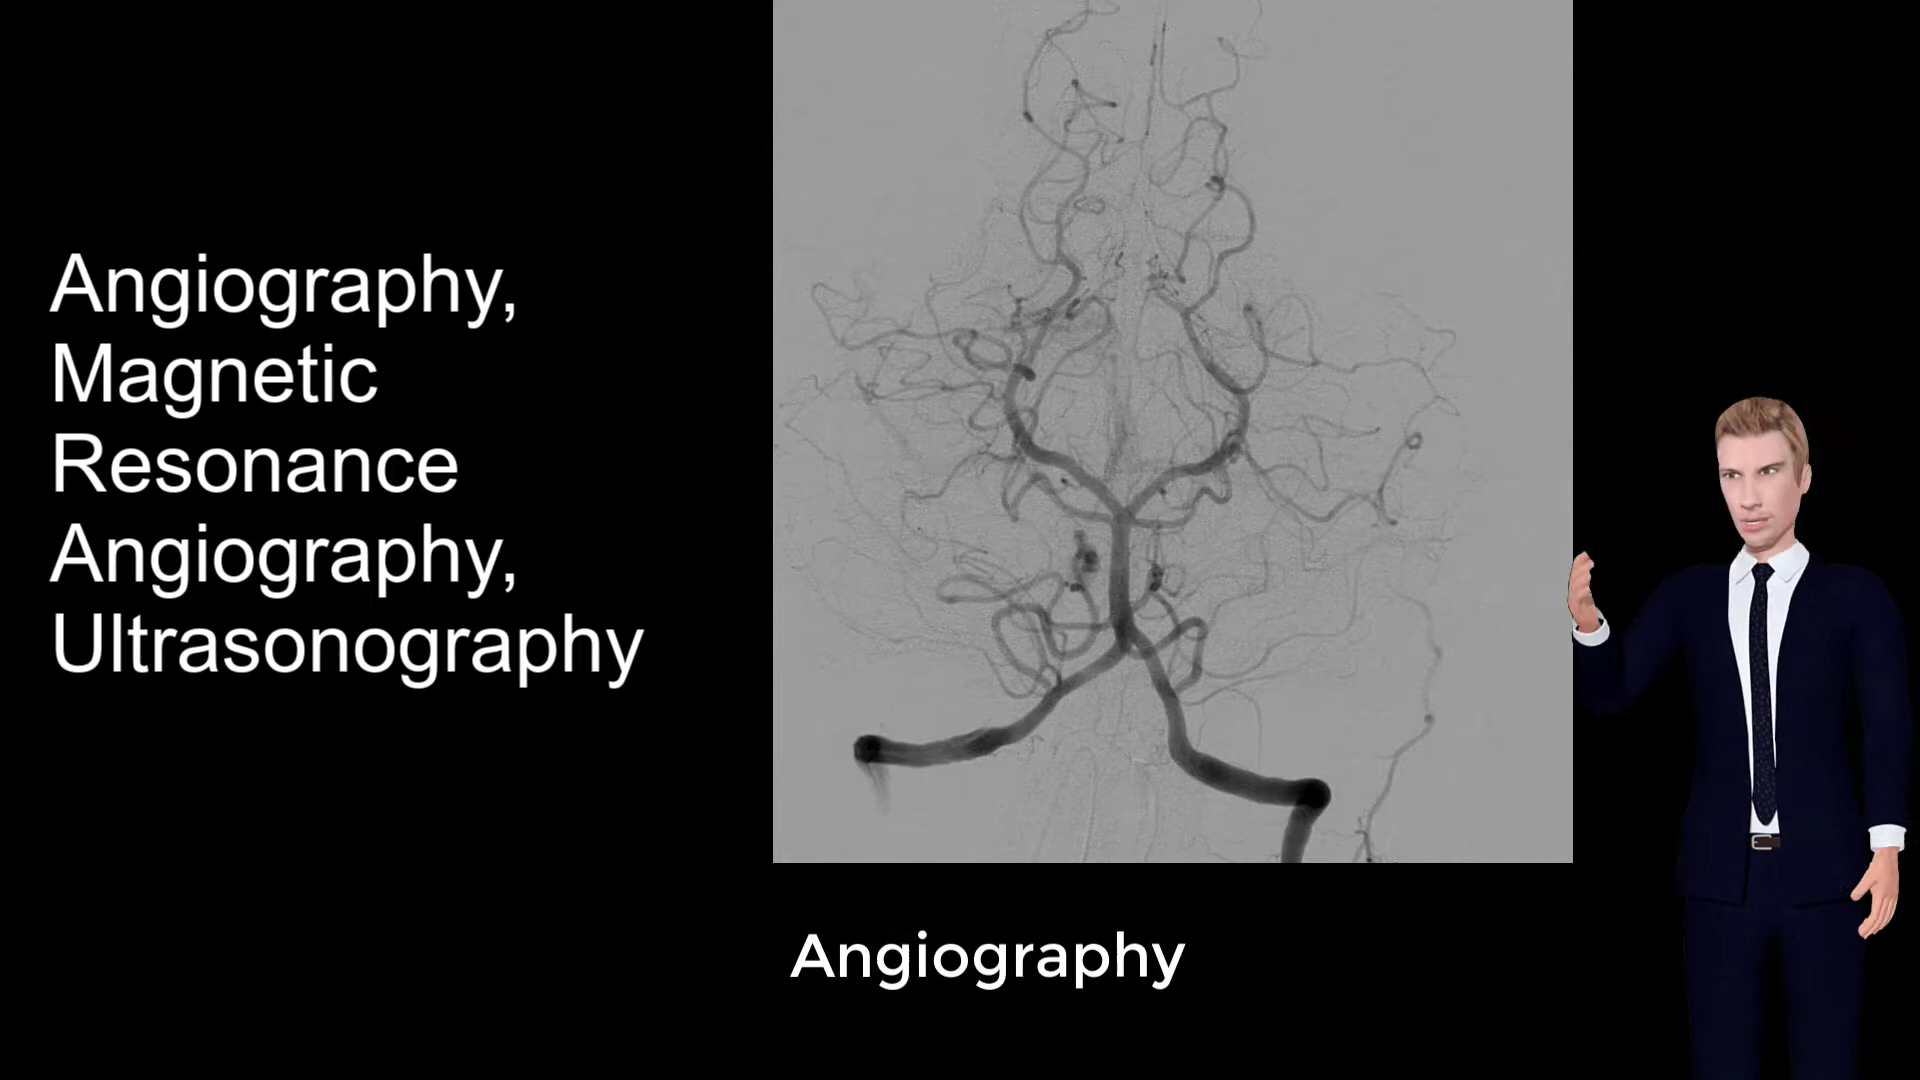 Angiography,
Magnetic
Resonance
Angiography,
Ultrasonography
Angiography